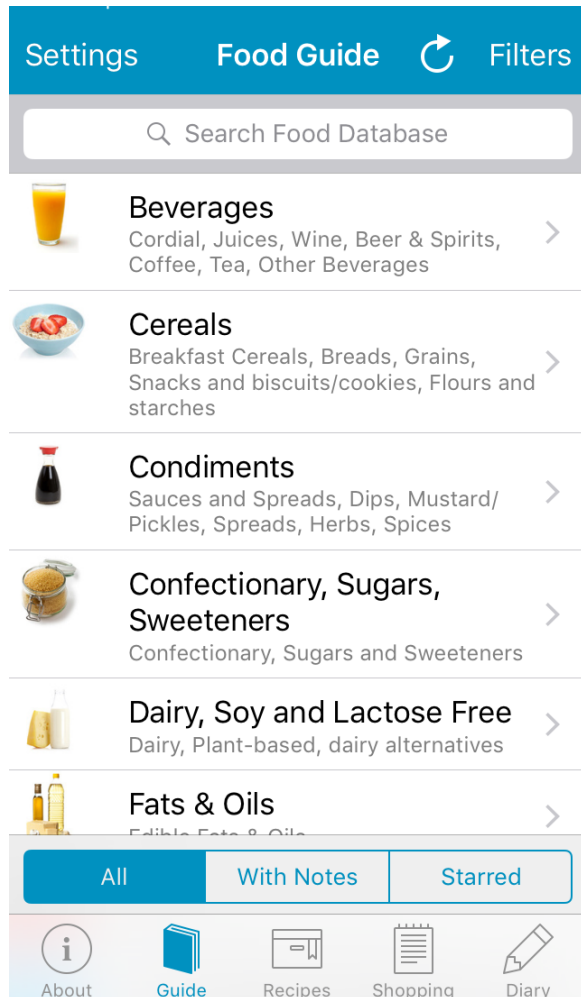 Settings Food Guide Filters
Search Food Database
Beverages
Cordial, Juices, Wine, Beer & Spirits,
Coffee, Tea, Other Beverages
Cereals
Breakfast Cereals, Breads, Grains,
Snacks and biscuits/cookies, Flours and
starches
Condiments
Sauces and Spreads, Dips, Mustard/
Pickles, Spreads, Herbs, Spices
Confectionary, Sugars,
Sweeteners
Confectionary, Sugars and Sweeteners
Dairy, Soy and Lactose Free
Dairy, Plant-based, dairy alternatives
Fats & Oils
Edible Fats & Oils
All With Notes Starred
About Guide Recipes Shopping Diary